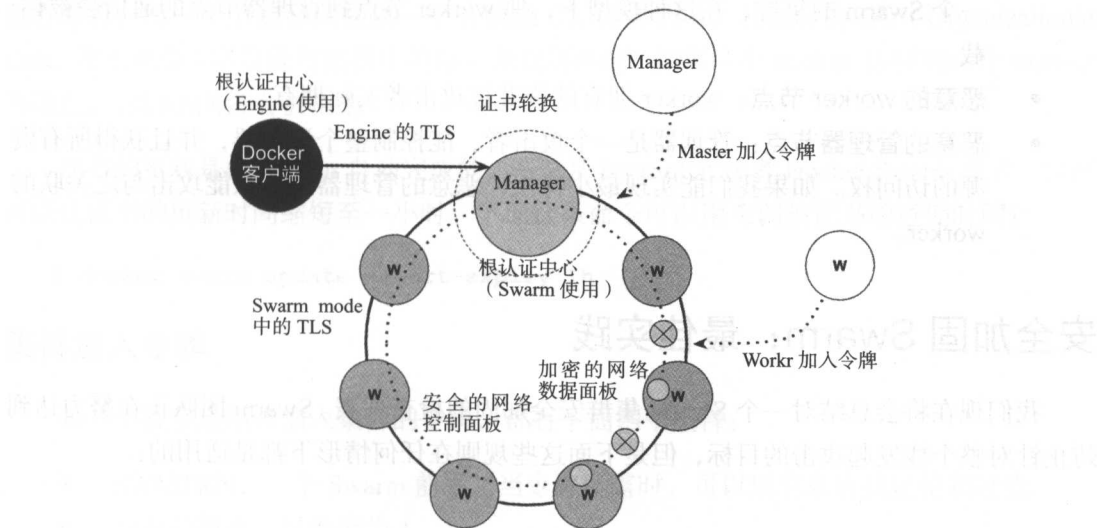 Manager
根认证中心
（Engine 使用）
证书轮换
Engine 的 TLS
Docker
客户端
Master 加入令牌
Manager
w
w
w
根认证中心
（Swarm 使用）
Swarm mode
中的 TLS
Workr 加入令牌
加密的网络
数据面板
w
w
安全的网络
控制面板
w
w